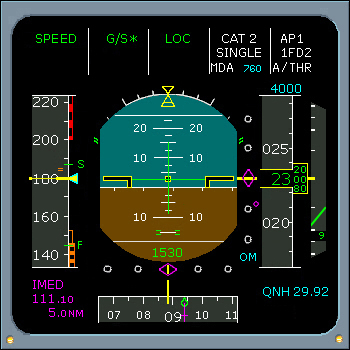 SPEED G/S* LOC CAT 2 AP1
SINGLE 1FD2
MDA 760 A/THR
4000
220
20 20
200
025
10 10
S
20
180 23 00
80
160
10 10
020
F 9
140
1530
OM
IMED
111.10
5.0NM
QNH 29.92
07 08 09 10 11